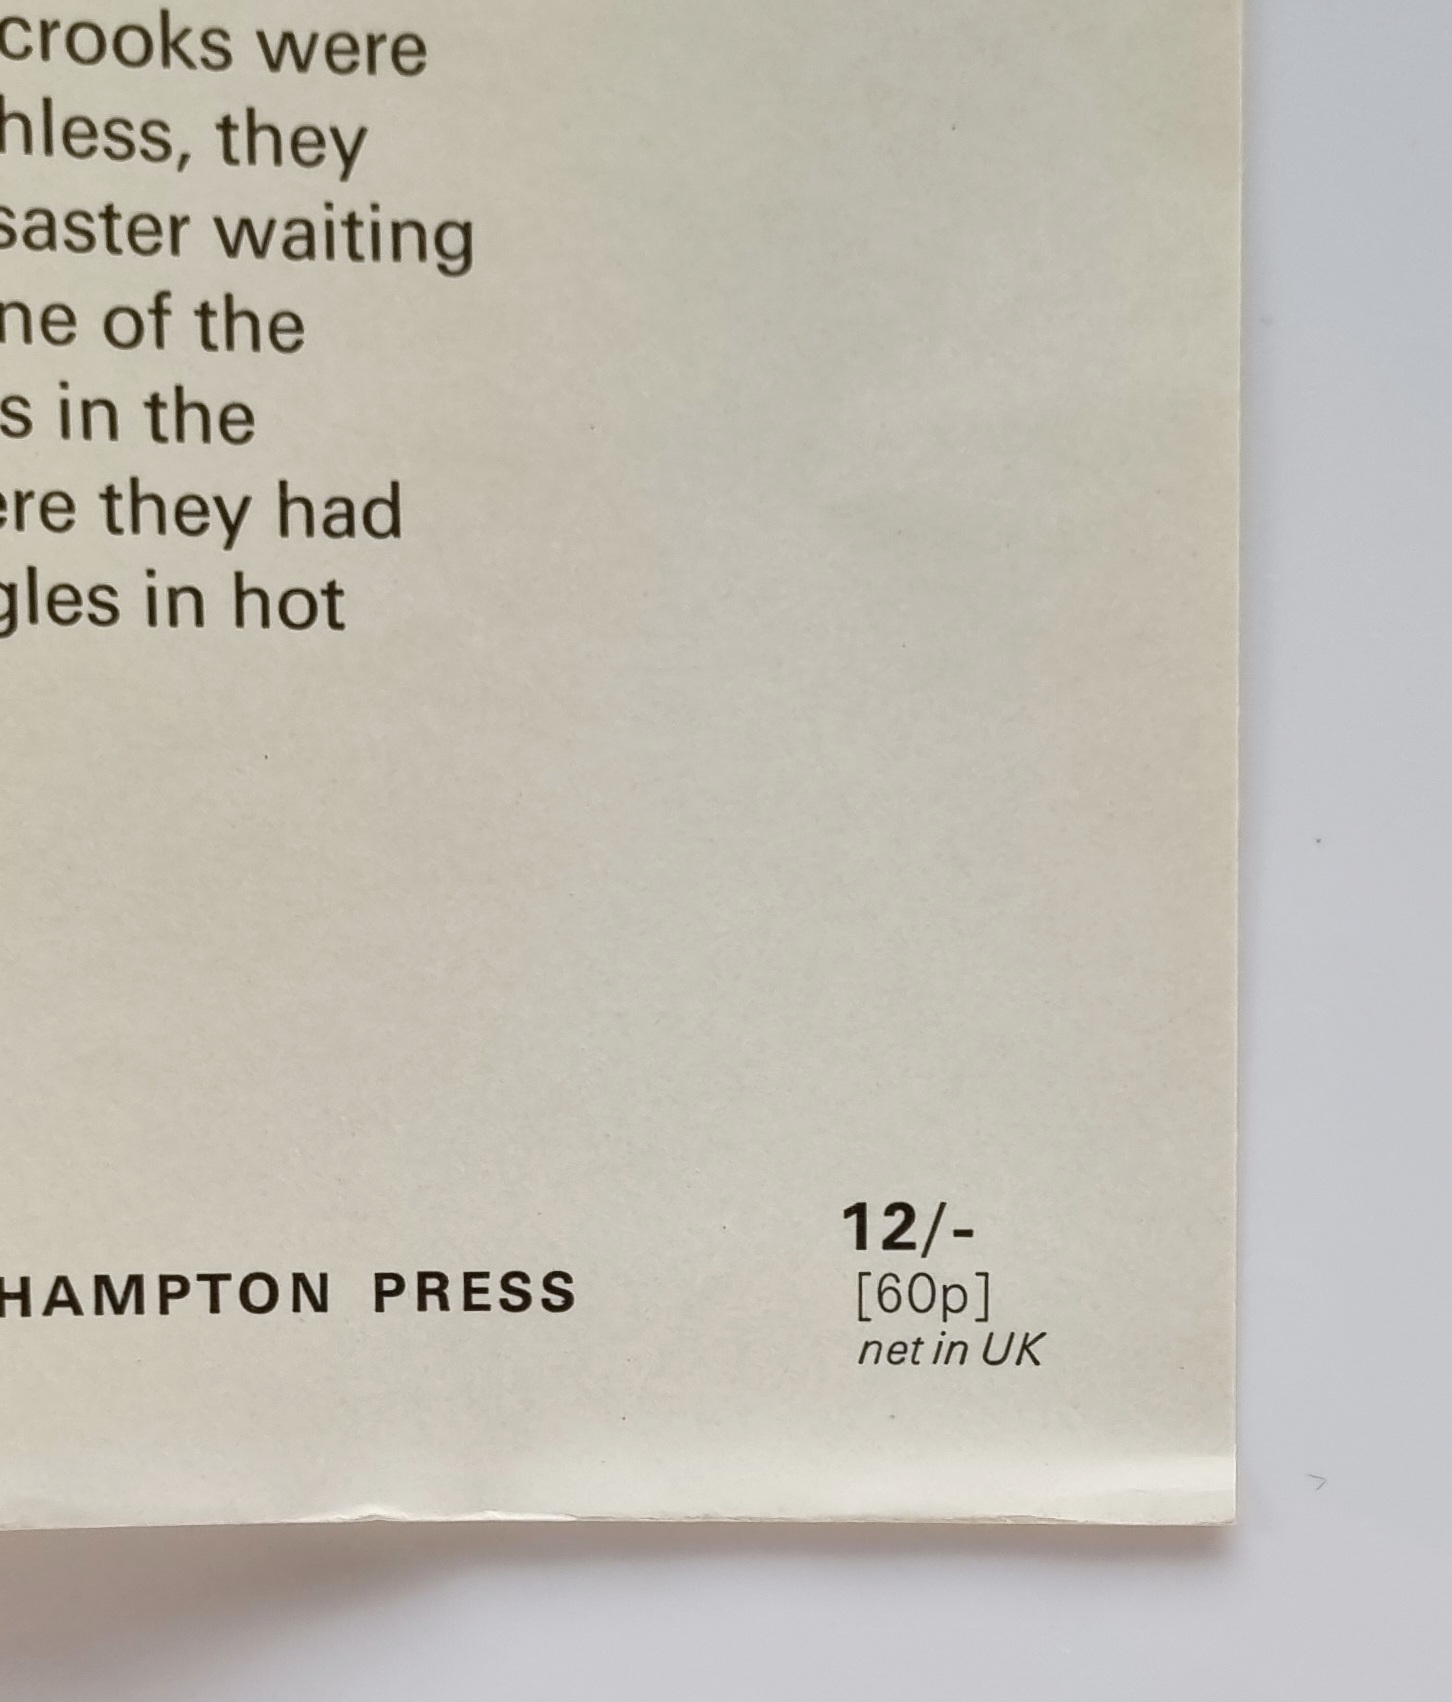 crooks were
hless, they
saster waiting
ne of the
s in the
ere they had
gles in hot
12/-
HAMPTON PRESS
[60p]
net in UK